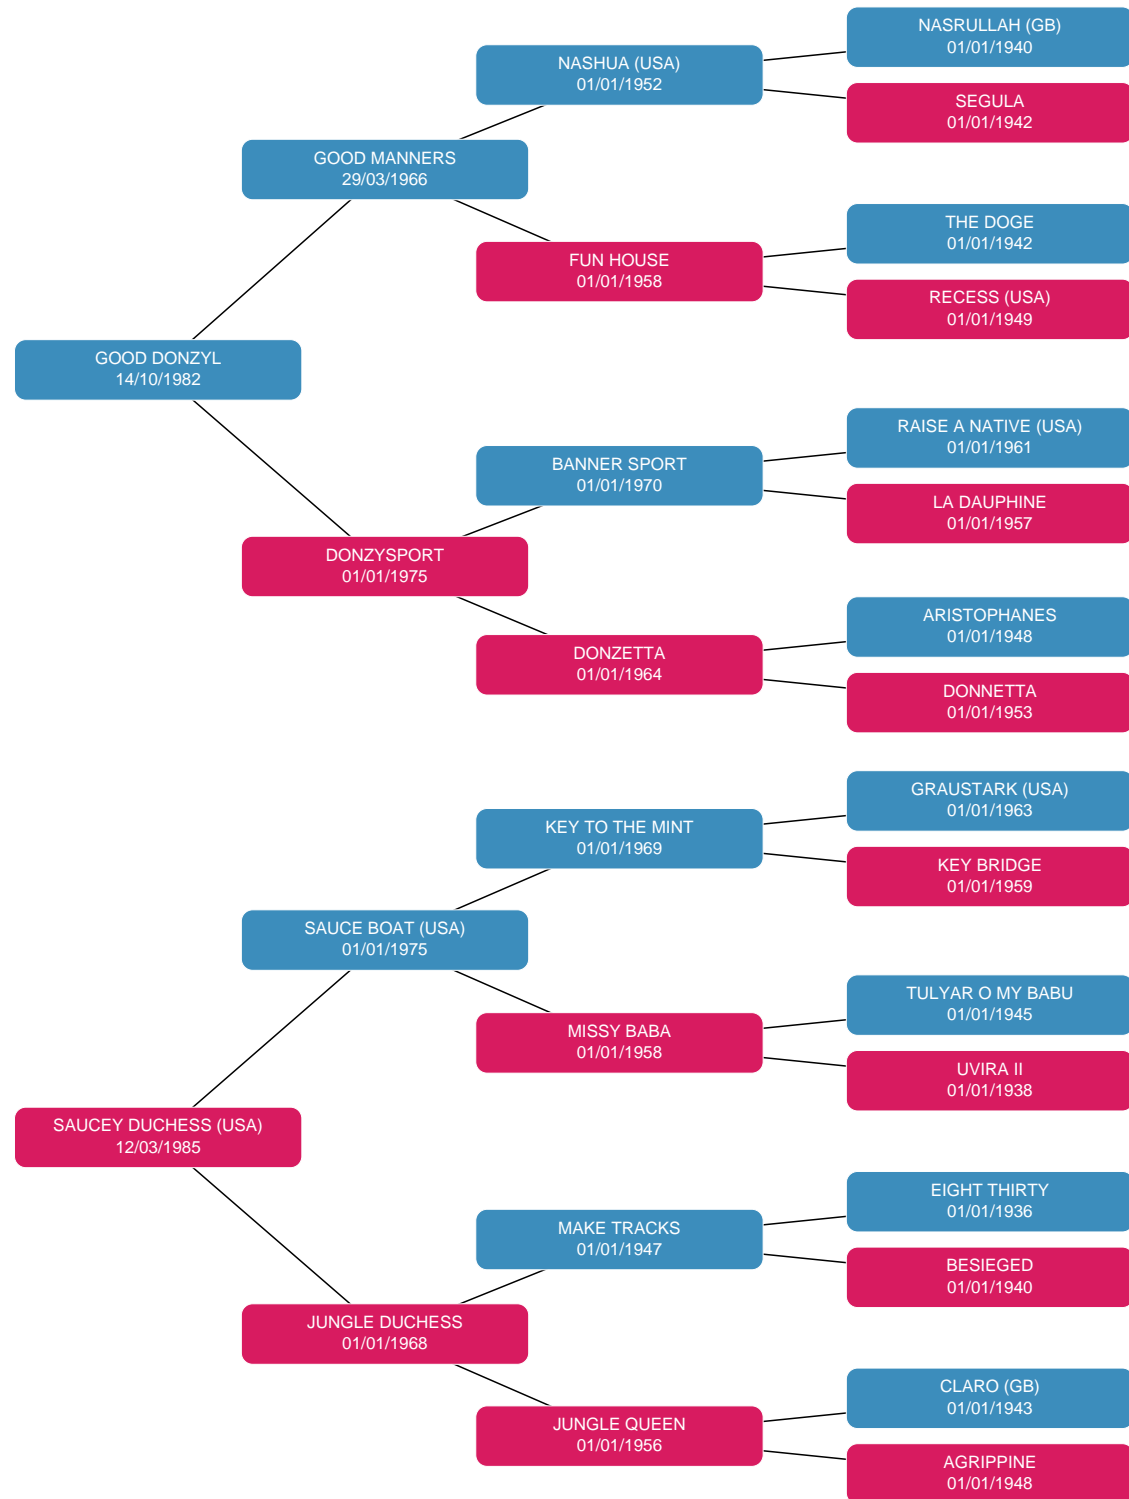 NASRULLAH (GB)
01/01/1940
NASHUA (USA)
01/01/1952
SEGULA
01/01/1942
GOOD MANNERS
29/03/1966
THE DOGE
01/01/1942
FUN HOUSE
01/01/1958
RECESS (USA)
01/01/1949
GOOD DONZYL
14/10/1982
RAISE A NATIVE (USA)
01/01/1961
BANNER SPORT
01/01/1970
LA DAUPHINE
01/01/1957
DONZYSPORT
01/01/1975
ARISTOPHANES
01/01/1948
DONZETTA
01/01/1964
DONNETTA
01/01/1953
GRAUSTARK (USA)
01/01/1963
KEY TO THE MINT
01/01/1969
KEY BRIDGE
01/01/1959
SAUCE BOAT (USA)
01/01/1975
TULYAR O MY BABU
01/01/1945
MISSY BABA
01/01/1958
UVIRA II
01/01/1938
SAUCEY DUCHESS (USA)
12/03/1985
EIGHT THIRTY
01/01/1936
MAKE TRACKS
01/01/1947
BESIEGED
01/01/1940
JUNGLE DUCHESS
01/01/1968
CLARO (GB)
01/01/1943
JUNGLE QUEEN
01/01/1956
AGRIPPINE
01/01/1948